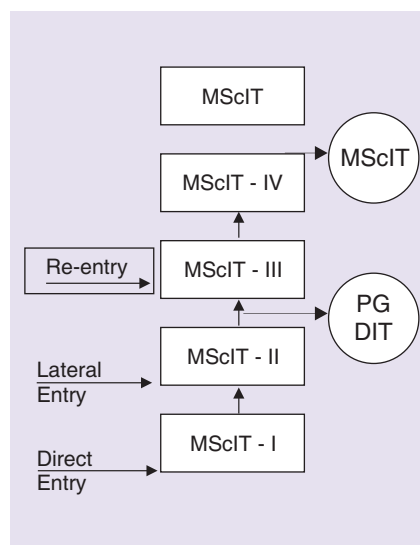 MScIT
MScIT
MScIT - IV
Re-entry
MScIT - III
PG
DIT
MScIT - II
Lateral
Entry
MScIT - I
Direct
Entry